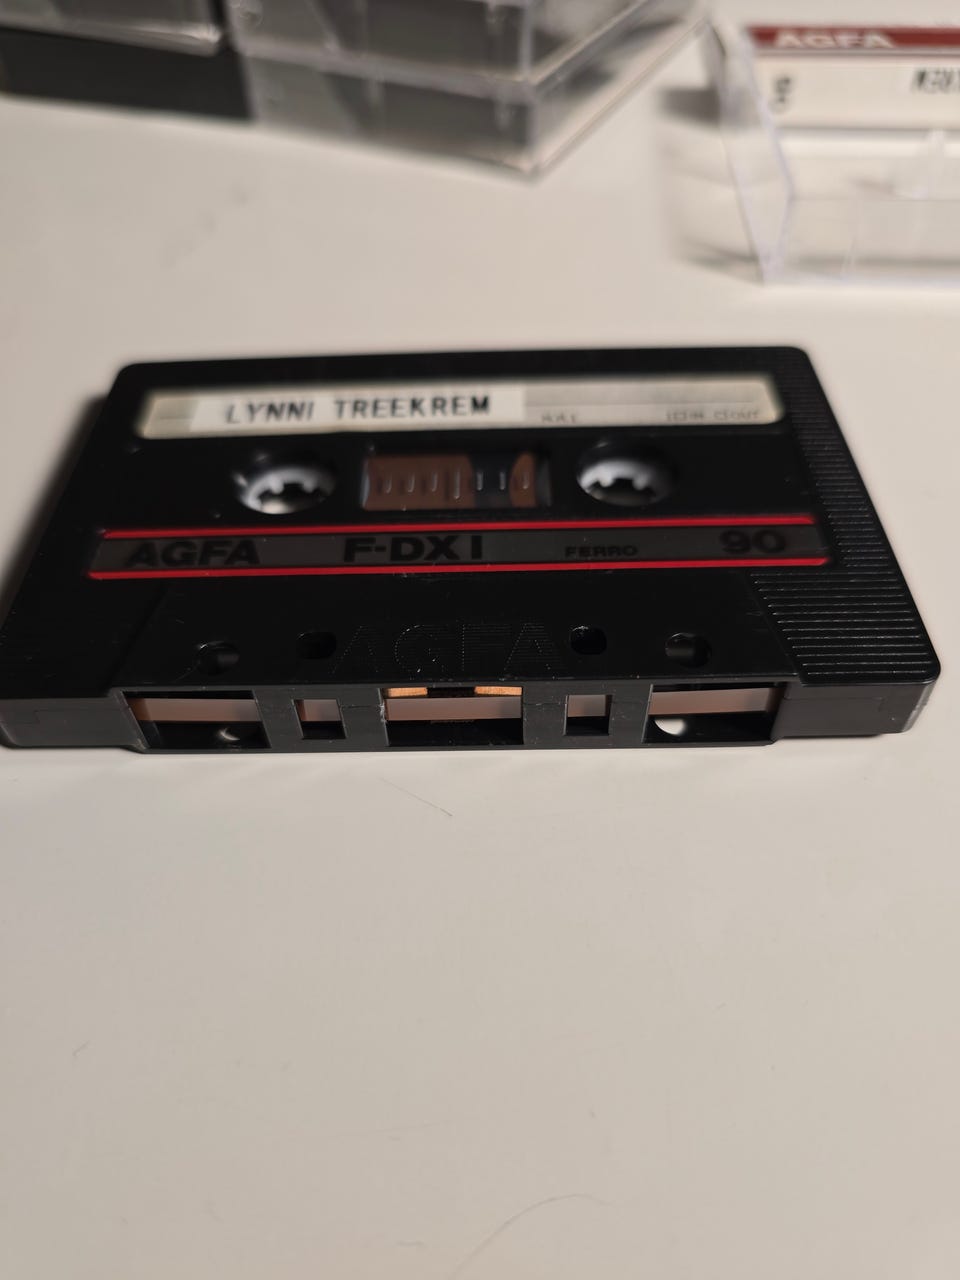 AGFA
LYNNI TREEKREM
AGFA F-DX I FERRO 90
AGFA